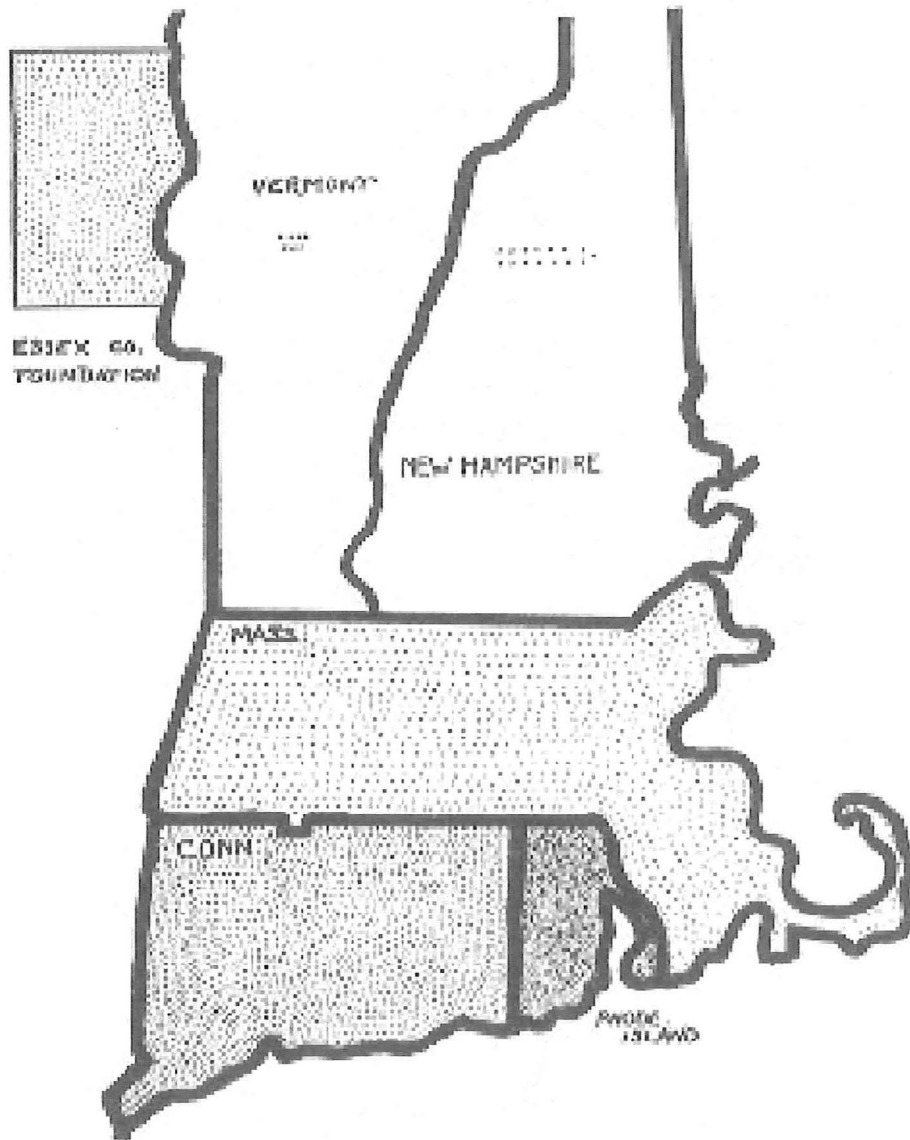 VERMONT
ESSEX CO.
FOUNDATION
NEW HAMPSHIRE
MASS.
CONN.
RHODE
ISLAND